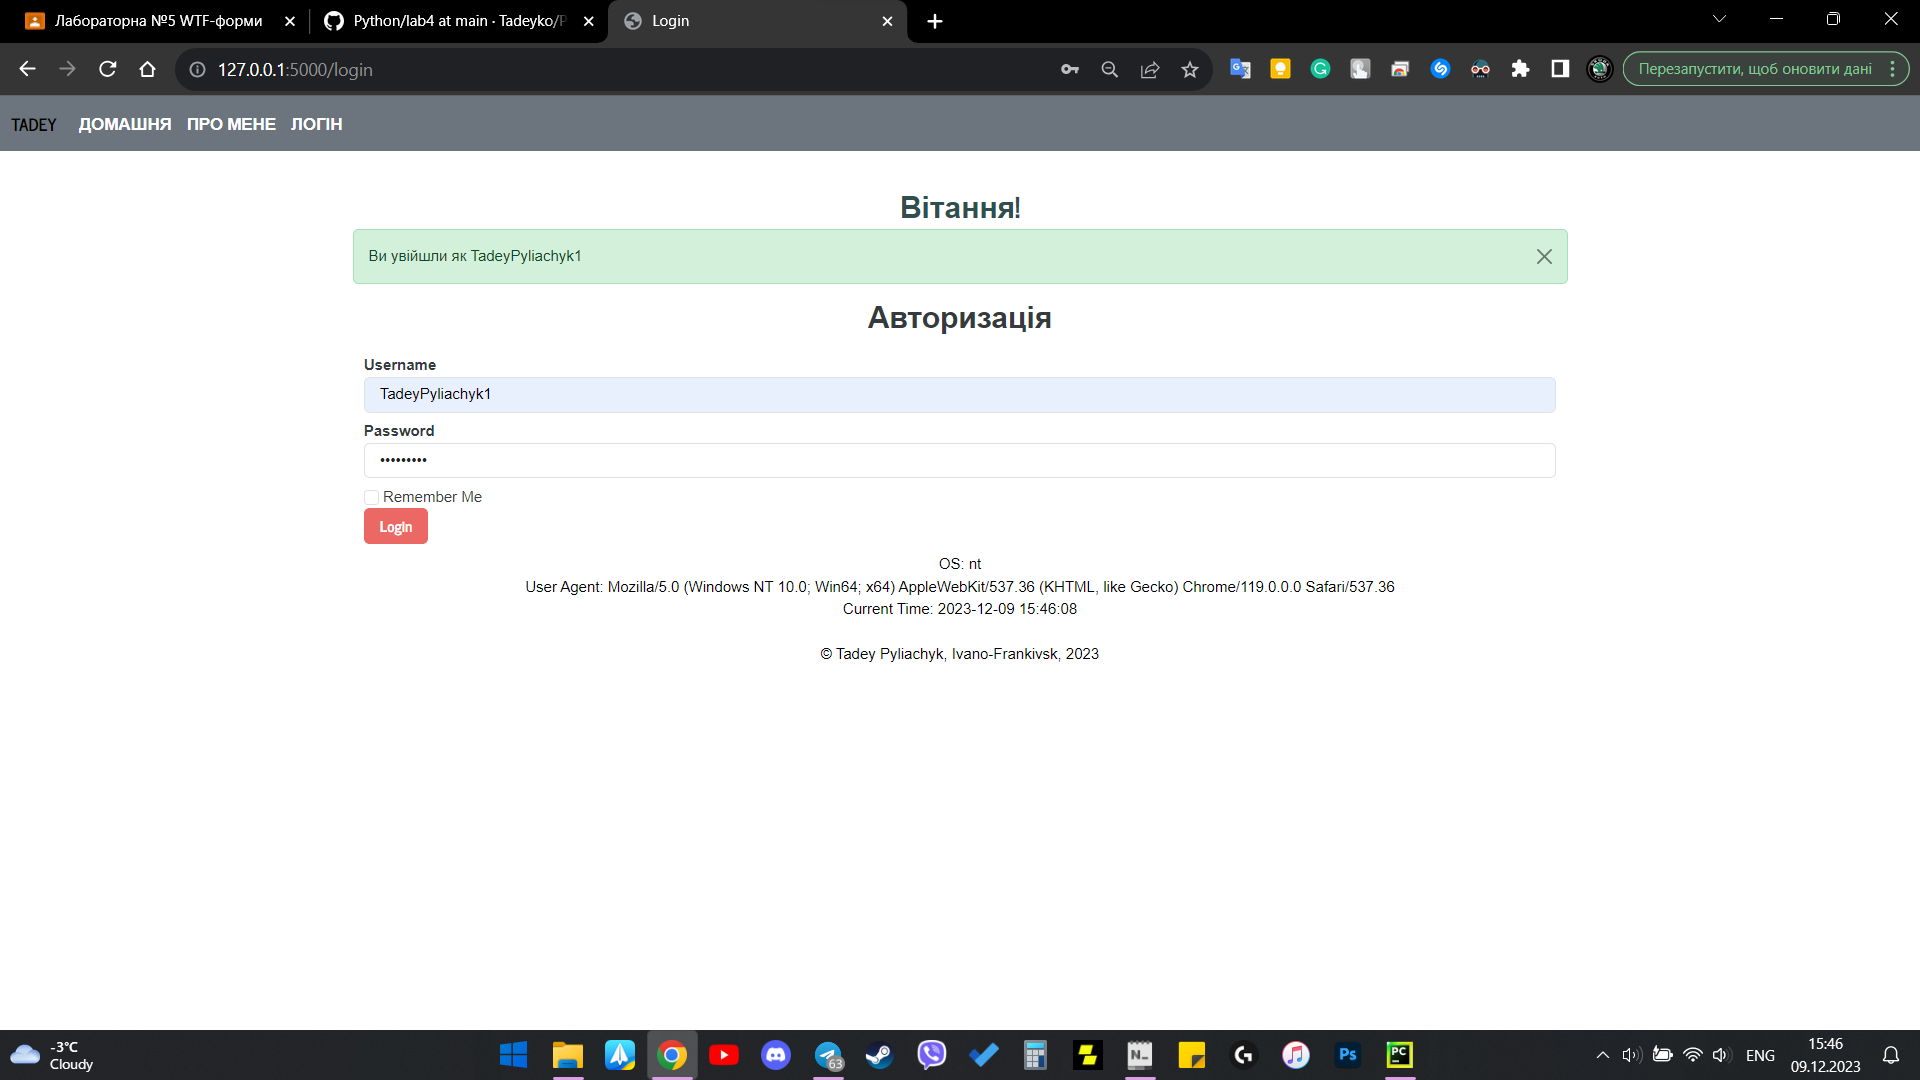 Лабораторна №5 WTF-форми
Python/lab4 at main · Tadeyko/P
Login
127.0.0.1:5000/login
Перезапустити, щоб оновити дані
TADEY ДОМАШНЯ ПРО МЕНЕ ЛОГІН
Вітання!
Ви увійшли як TadeyPyliachyk1
Авторизація
Username
TadeyPyliachyk1
Password
•••••••••
Remember Me
LogIn
OS: nt
User Agent: Mozilla/5.0 (Windows NT 10.0; Win64; x64) AppleWebKit/537.36 (KHTML, like Gecko) Chrome/119.0.0.0 Safari/537.36
Current Time: 2023-12-09 15:46:08
© Tadey Pyliachyk, Ivano-Frankivsk, 2023
-3°C
Cloudy
63
N
Ps
PC
ENG
15:46
09.12.2023